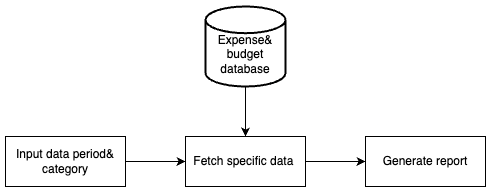 Expense&
budget
database
Input data period&
category
Fetch specific data
Generate report